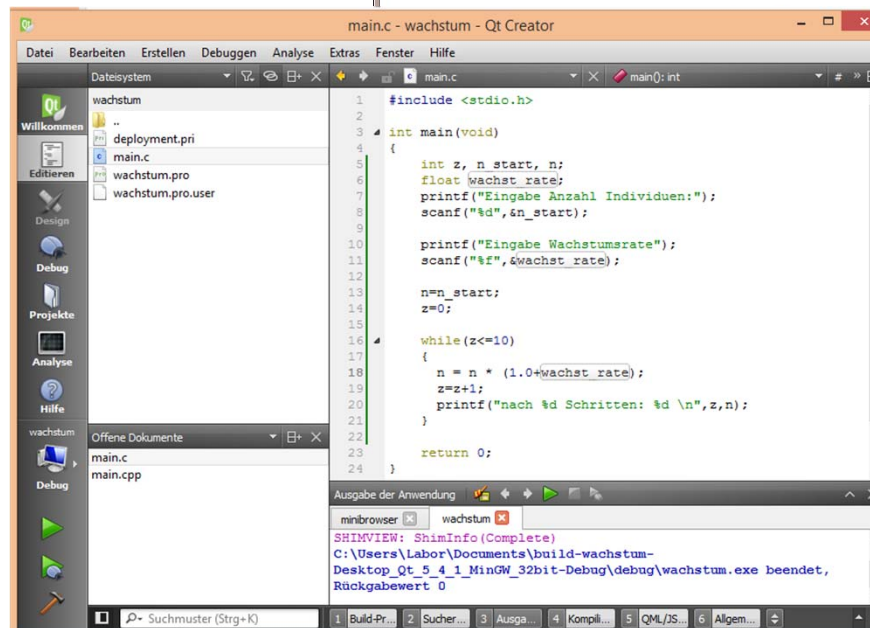 main.c - wachstum - Qt Creator
Datei Bearbeiten Erstellen Debuggen Analyse Extras Fenster Hilfe
Dateisystem
main.c
main(): int
#
»
Willkommen
Editieren
Design
Debug
Projekte
Analyse
Hilfe
wachstum
Debug
wachstum
..
deployment.pri
main.c
wachstum.pro
wachstum.pro.user
Offene Dokumente
main.c
main.cpp
1 #include <stdio.h>
2
3 int main(void)
4 {
5 int z, n_start, n;
6 float wachst_rate;
7 printf("Eingabe Anzahl Individuen:");
8 scanf("%d",&n_start);
9
10 printf("Eingabe Wachstumsrate");
11 scanf("%f",&wachst_rate);
12
13 n=n_start;
14 z=0;
15
16 while(z<=10)
17 {
18 n = n * (1.0+wachst_rate);
19 z=z+1;
20 printf("nach %d Schritten: %d \n",z,n);
21 }
22
23 return 0;
24 }
Ausgabe der Anwendung
minibrowser
wachstum
SHIMVIEW: ShimInfo(Complete)
C:\Users\Labor\Documents\build-wachstum-
Desktop_Qt_5_4_1_MinGW_32bit-Debug\debug\wachstum.exe beendet,
Rückgabewert 0
Suchmuster (Strg+K)
1 Build-Pr... 2 Sucher... 3 Ausga... 4 Kompili... 5 QML/JS... 6 Allgem...